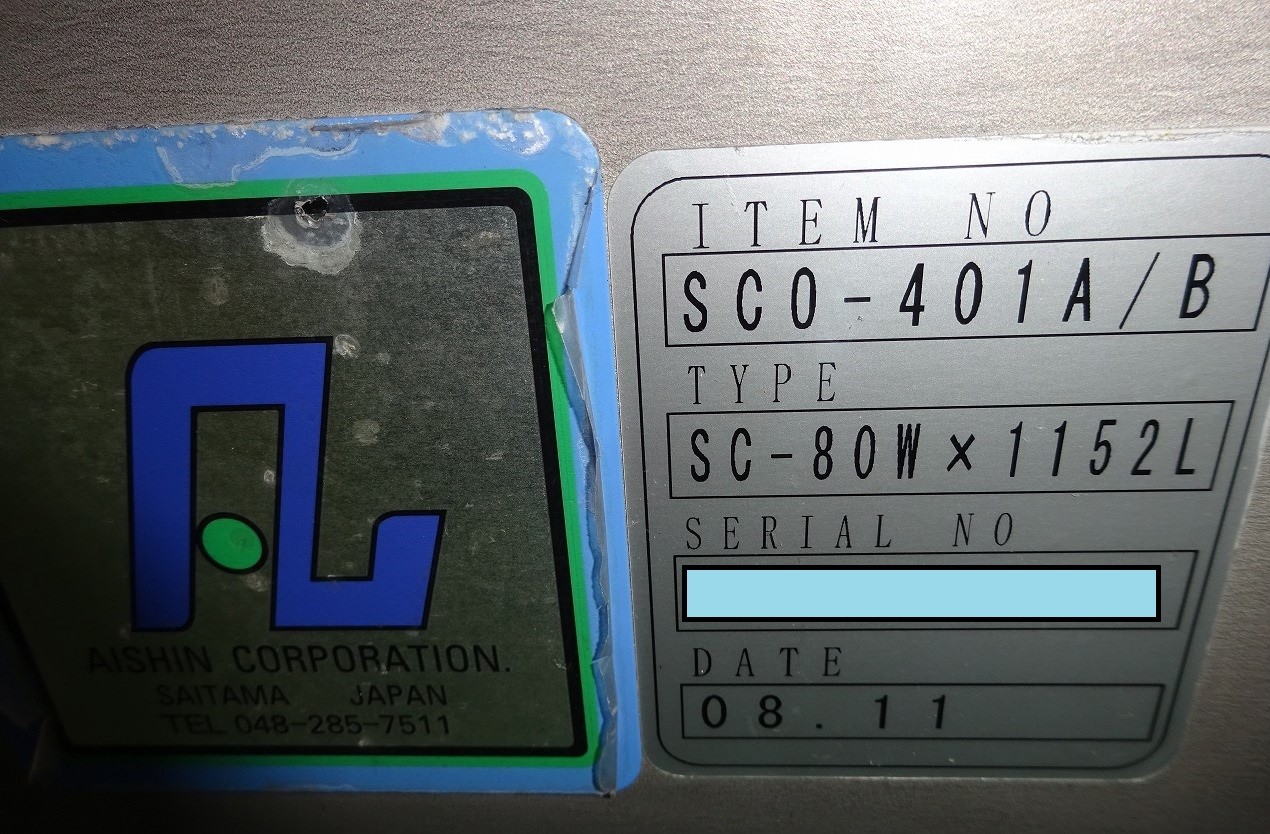 AISHIN CORPORATION.
SAITAMA JAPAN
TEL 048-285-7511
ITEM NO
SCO-401A/B
TYPE
SC-80W×1152L
SERIAL NO
DATE
08.11